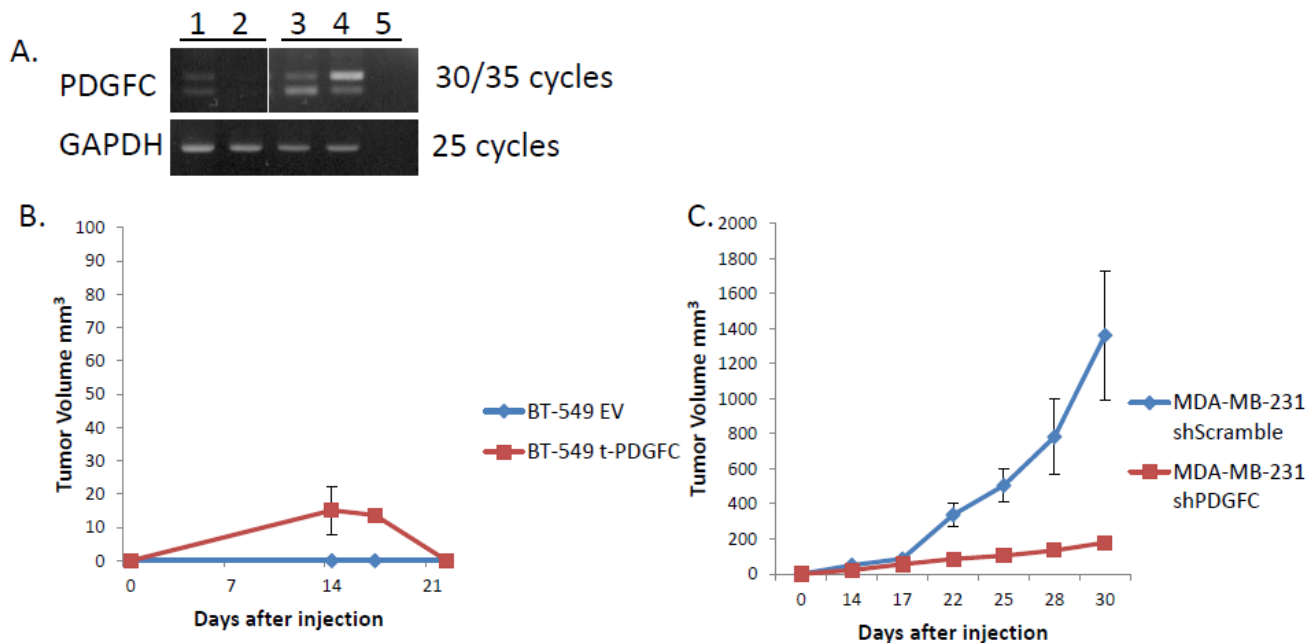 A.
1 2 3 4 5
PDGFC
30/35 cycles
GAPDH
25 cycles
B.
Tumor Volume mm³
100
90
80
70
60
50
40
30
20
10
0
0 7 14 21
Days after injection
BT-549 EV
BT-549 t-PDGFC
C.
Tumor Volume mm³
2000
1800
1600
1400
1200
1000
800
600
400
200
0
0 14 17 22 25 28 30
Days after injection
MDA-MB-231
shScramble
MDA-MB-231
shPDGFC